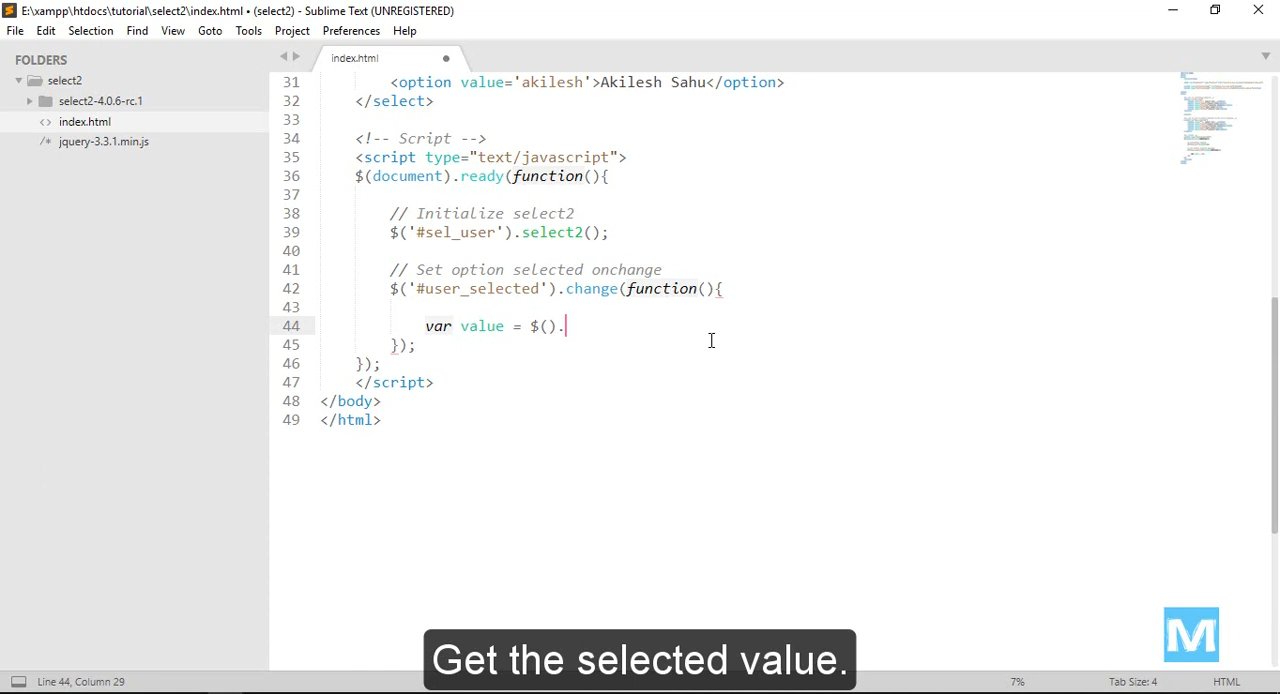 E:\xampp\htdocs\tutorial\select2\index.html • (select2) - Sublime Text (UNREGISTERED)
File Edit Selection Find View Goto Tools Project Preferences Help
FOLDERS
select2
select2-4.0.6-rc.1
index.html
jquery-3.3.1.min.js
index.html
31 <option value='akilesh'>Akilesh Sahu</option>
32 </select>
33
34 <!-- Script -->
35 <script type="text/javascript">
36 $(document).ready(function(){
37
38 // Initialize select2
39 $('#sel_user').select2();
40
41 // Set option selected onchange
42 $('#user_selected').change(function(){
43
44 var value = $().
45 });
46 });
47 </script>
48 </body>
49 </html>
M
Get the selected value.
Line 44, Column 29 7% Tab Size: 4 HTML